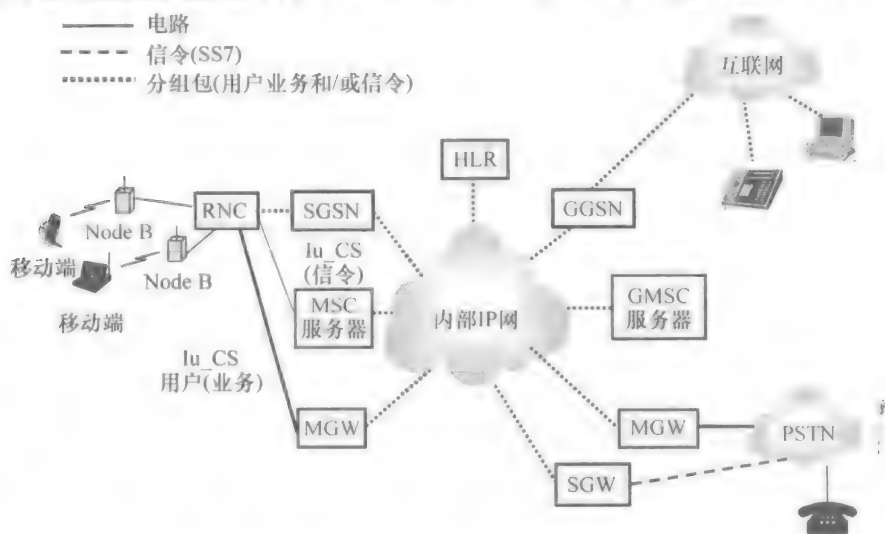 电路
信令(SS7)
分组包(用户业务和/或信令)
互联网
HLR
RNC
SGSN
GGSN
Node B
移动端
Node B
移动端
Iu_CS
(信令)
MSC
服务器
内部IP网
GMSC
服务器
Iu_CS
用户(业务)
MGW
MGW
PSTN
SGW